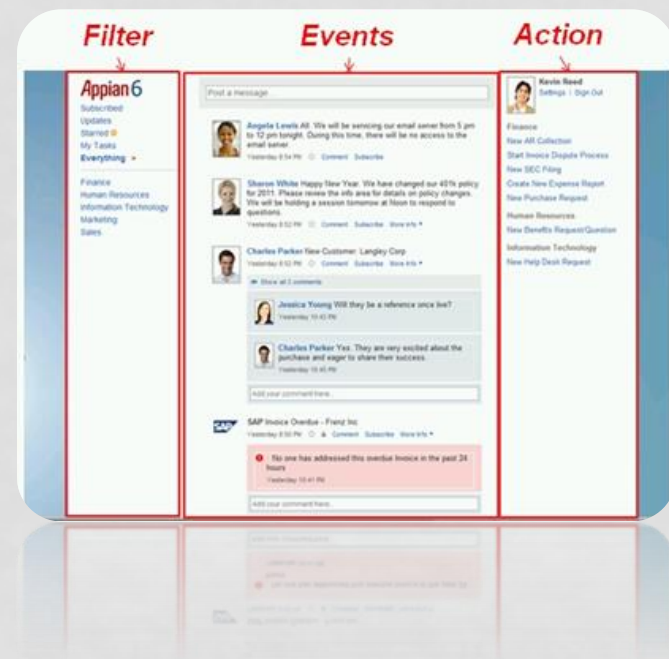 Filter
Events
Action
Appian 6
Subscribed
Updates
Starred
My Tasks
Everything »
Finance
Human Resources
Information Technology
Marketing
Sales
Post a message...
Angela Lewis All. We will be servicing our email server from 5 pm
to 12 pm tonight. During this time, there will be no access to the
email server.
Yesterday 8:54 PM Comment Subscribe
Sharon White Happy New Year. We have changed our 401k policy
for 2011. Please review the info area for details on policy changes.
We will be holding a session tomorrow at Noon to respond to
questions.
Yesterday 8:52 PM Comment Subscribe More Info
Charles Parker New Customer: Langley Corp
Yesterday 8:52 PM Comment Subscribe More Info
Show all 2 comments
Jessica Young Will they be a reference once live?
Yesterday 10:43 PM
Charles Parker Yes. They are very excited about the
purchase and eager to share their success.
Yesterday 10:45 PM
Add your comment here...
SAP
SAP Invoice Overdue - Frenz Inc
Yesterday 8:50 PM Comment Subscribe More Info
No one has addressed this overdue Invoice in the past 24
hours
Yesterday 10:41 PM
Add your comment here...
Kevin Reed
Settings | Sign Out
Finance
New AR Collection
Start Invoice Dispute Process
New SEC Filing
Create New Expense Report
New Purchase Request
Human Resources
New Benefits Request/Question
Information Technology
New Help Desk Request